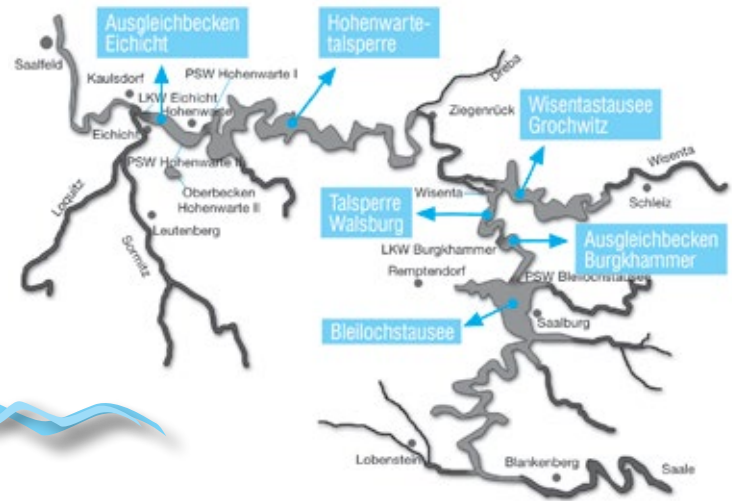 Ausgleichbecken
Eichicht
Hohenwarte-
talsperre
Saalfeld
Kaulsdorf
PSW Hohenwarte I
LKW Eichicht
Hohenwarte
Eichicht
PSW Hohenwarte II
Oberbecken
Hohenwarte II
Loquitz
Sormitz
Leutenberg
Dreba
Ziegenrück
Wisentastausee
Grochwitz
Wisenta
Wisenta
Schleiz
Talsperre
Walsburg
LKW Burgkhammer
Ausgleichbecken
Burgkhammer
Remptendorf
PSW Bleilochstausee
Bleilochstausee
Saalburg
Lobenstein
Blankenberg
Saale